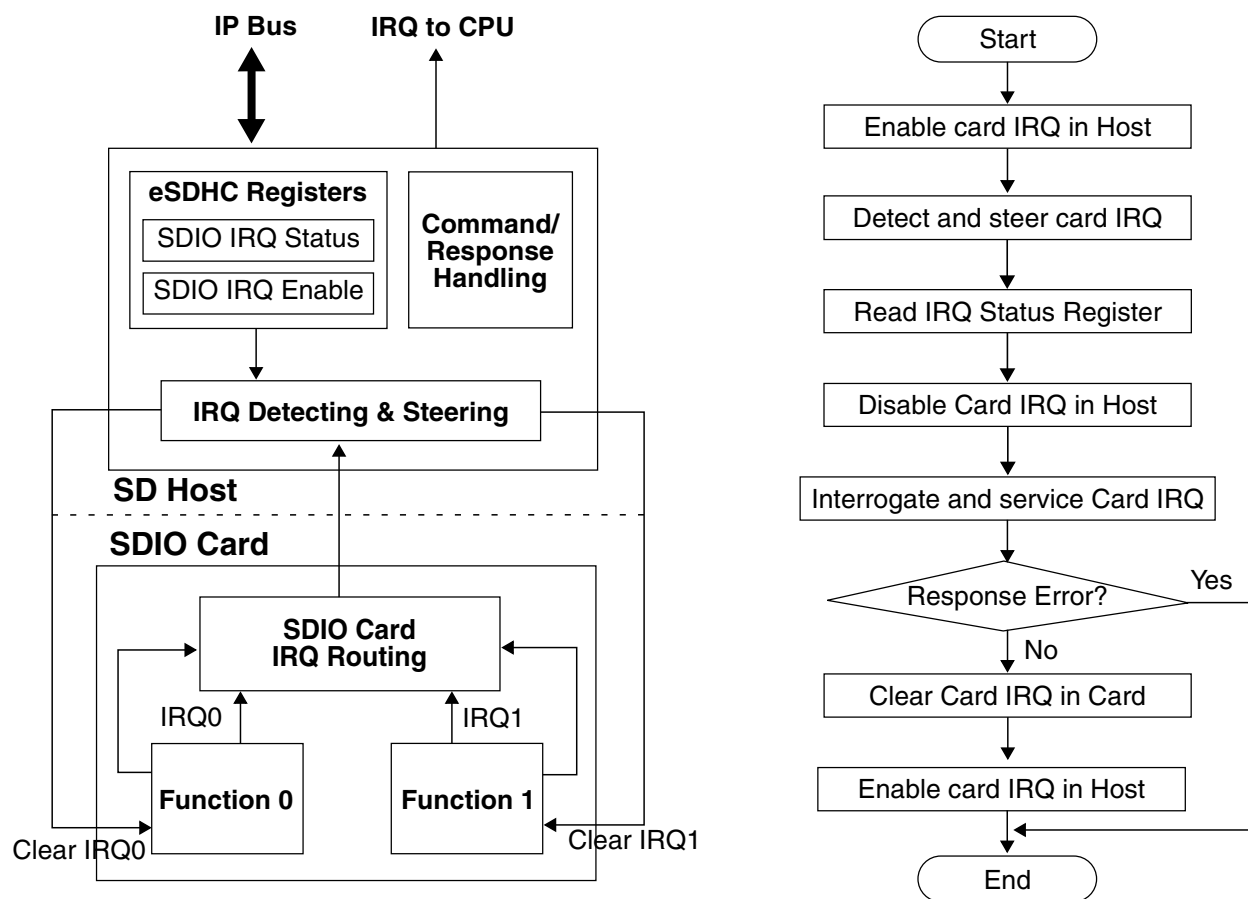 IP Bus
IRQ to CPU
eSDHC Registers
SDIO IRQ Status
SDIO IRQ Enable
Command/
Response
Handling
IRQ Detecting & Steering
SD Host
SDIO Card
SDIO Card
IRQ Routing
IRQ0
IRQ1
Function 0
Function 1
Clear IRQ0
Clear IRQ1
Start
Enable card IRQ in Host
Detect and steer card IRQ
Read IRQ Status Register
Disable Card IRQ in Host
Interrogate and service Card IRQ
Response Error?
Yes
No
Clear Card IRQ in Card
Enable card IRQ in Host
End